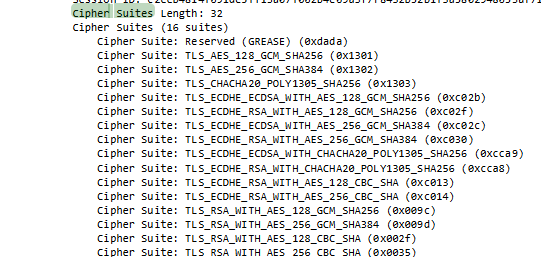 Cipher Suites Length: 32
Cipher Suites (16 suites)
Cipher Suite: Reserved (GREASE) (0xdada)
Cipher Suite: TLS_AES_128_GCM_SHA256 (0x1301)
Cipher Suite: TLS_AES_256_GCM_SHA384 (0x1302)
Cipher Suite: TLS_CHACHA20_POLY1305_SHA256 (0x1303)
Cipher Suite: TLS_ECDHE_ECDSA_WITH_AES_128_GCM_SHA256 (0xc02b)
Cipher Suite: TLS_ECDHE_RSA_WITH_AES_128_GCM_SHA256 (0xc02f)
Cipher Suite: TLS_ECDHE_ECDSA_WITH_AES_256_GCM_SHA384 (0xc02c)
Cipher Suite: TLS_ECDHE_RSA_WITH_AES_256_GCM_SHA384 (0xc030)
Cipher Suite: TLS_ECDHE_ECDSA_WITH_CHACHA20_POLY1305_SHA256 (0xcca9)
Cipher Suite: TLS_ECDHE_RSA_WITH_CHACHA20_POLY1305_SHA256 (0xcca8)
Cipher Suite: TLS_ECDHE_RSA_WITH_AES_128_CBC_SHA (0xc013)
Cipher Suite: TLS_ECDHE_RSA_WITH_AES_256_CBC_SHA (0xc014)
Cipher Suite: TLS_RSA_WITH_AES_128_GCM_SHA256 (0x009c)
Cipher Suite: TLS_RSA_WITH_AES_256_GCM_SHA384 (0x009d)
Cipher Suite: TLS_RSA_WITH_AES_128_CBC_SHA (0x002f)
Cipher Suite: TLS_RSA_WITH_AES_256_CBC_SHA (0x0035)